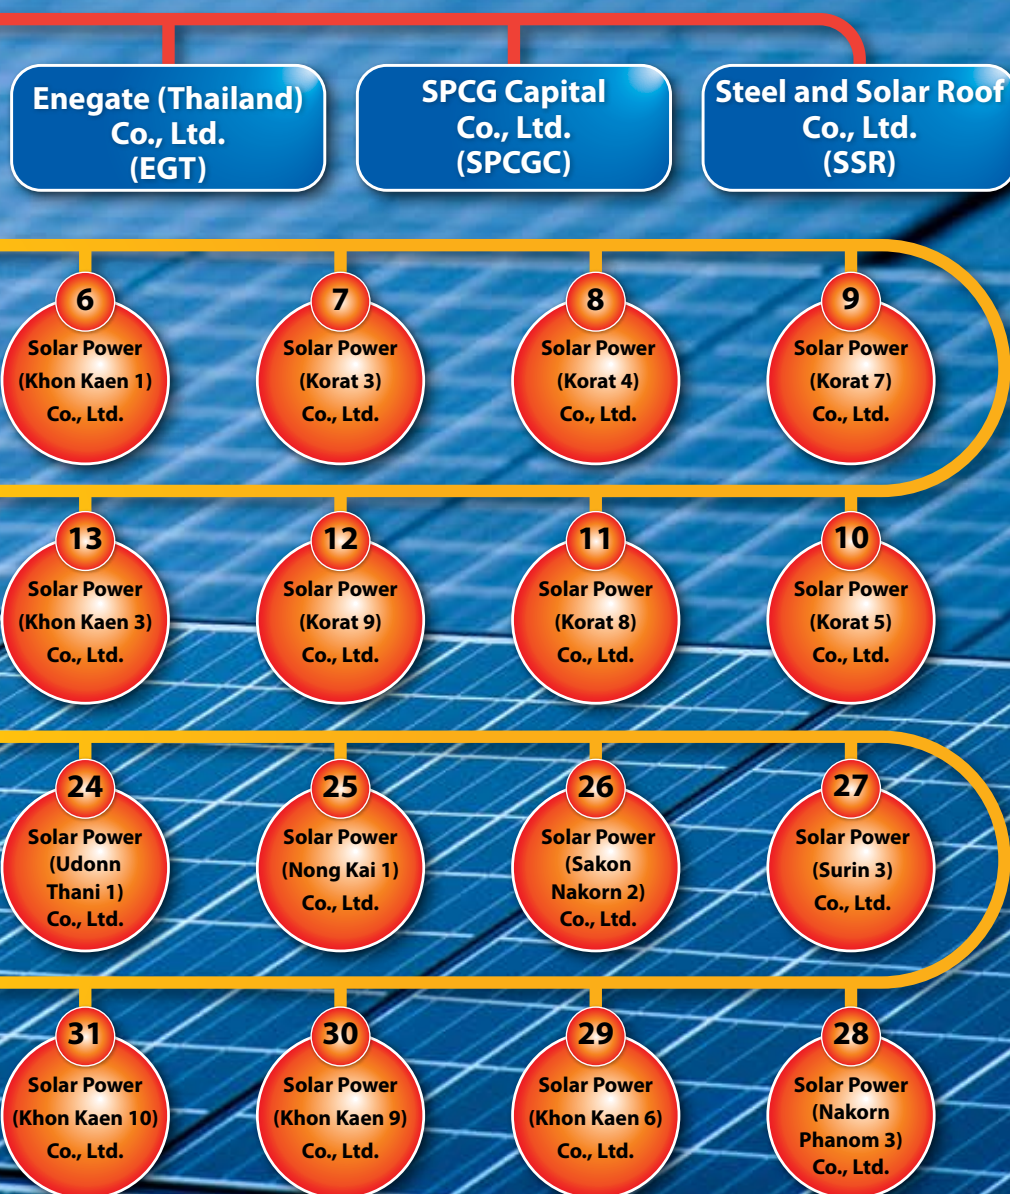 Enegate (Thailand)
Co., Ltd.
(EGT)
SPCG Capital
Co., Ltd.
(SPCGC)
Steel and Solar Roof
Co., Ltd.
(SSR)
6
Solar Power
(Khon Kaen 1)
Co., Ltd.
7
Solar Power
(Korat 3)
Co., Ltd.
8
Solar Power
(Korat 4)
Co., Ltd.
9
Solar Power
(Korat 7)
Co., Ltd.
13
Solar Power
(Khon Kaen 3)
Co., Ltd.
12
Solar Power
(Korat 9)
Co., Ltd.
11
Solar Power
(Korat 8)
Co., Ltd.
10
Solar Power
(Korat 5)
Co., Ltd.
24
Solar Power
(Udonn
Thani 1)
Co., Ltd.
25
Solar Power
(Nong Kai 1)
Co., Ltd.
26
Solar Power
(Sakon
Nakorn 2)
Co., Ltd.
27
Solar Power
(Surin 3)
Co., Ltd.
31
Solar Power
(Khon Kaen 10)
Co., Ltd.
30
Solar Power
(Khon Kaen 9)
Co., Ltd.
29
Solar Power
(Khon Kaen 6)
Co., Ltd.
28
Solar Power
(Nakorn
Phanom 3)
Co., Ltd.